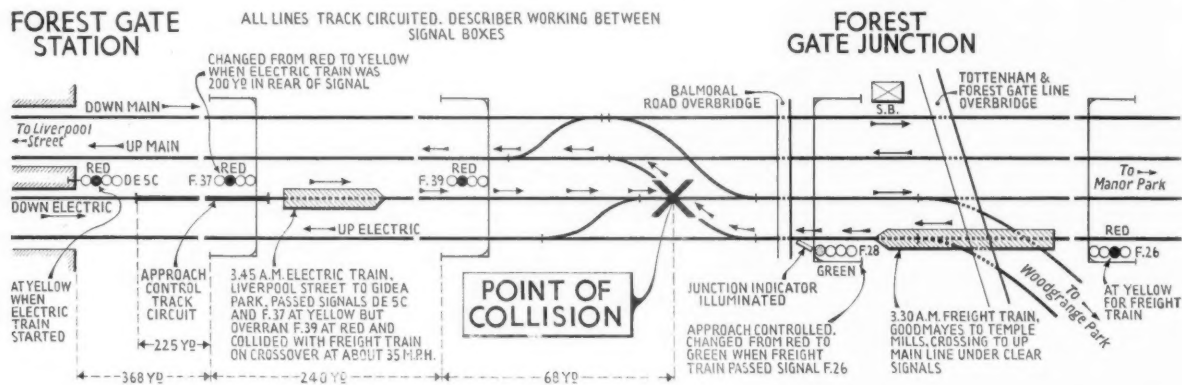 FOREST GATE
STATION
ALL LINES TRACK CIRCUITED. DESCRIBER WORKING BETWEEN
SIGNAL BOXES
FOREST
GATE JUNCTION
CHANGED FROM RED TO YELLOW
WHEN ELECTRIC TRAIN WAS
200 YD IN REAR OF SIGNAL
BALMORAL
ROAD OVERBRIDGE
S.B.
TOTTENHAM &
FOREST GATE LINE
OVERBRIDGE
DOWN MAIN
To Liverpool
Street
UP MAIN
RED
DE 5C
RED
F.37
RED
F.39
To
Manor Park
DOWN ELECTRIC
UP ELECTRIC
RED
F.26
F.28
GREEN
AT YELLOW
WHEN
ELECTRIC
TRAIN
STARTED
APPROACH
CONTROL
TRACK
CIRCUIT
3.45 A.M. ELECTRIC TRAIN,
LIVERPOOL STREET TO GIDEA
PARK, PASSED SIGNALS DE 5C
AND F.37 AT YELLOW BUT
OVERRAN F.39 AT RED AND
COLLIDED WITH FREIGHT TRAIN
ON CROSSOVER AT ABOUT 35 M.P.H.
POINT OF
COLLISION
JUNCTION INDICATOR
ILLUMINATED
APPROACH CONTROLLED.
CHANGED FROM RED TO
GREEN WHEN FREIGHT
TRAIN PASSED SIGNAL F.26
3.30 A.M. FREIGHT TRAIN,
GOODMAYES TO TEMPLE
MILLS, CROSSING TO UP
MAIN LINE UNDER CLEAR
SIGNALS
To
Woodgrange Park
AT YELLOW
FOR FREIGHT
TRAIN
225 YD
368 YD
240 YD
68 YD